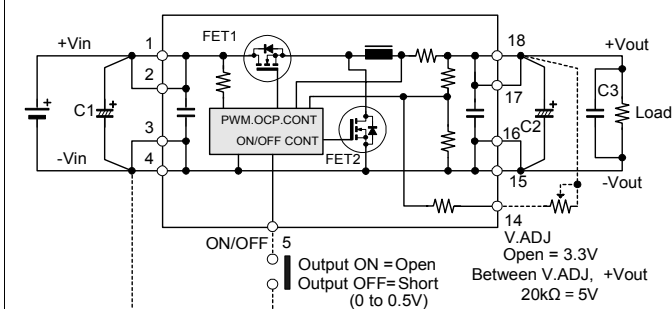 +Vin
1
FET1
18
+Vout
2
17
C1
C3
PWM.OCP.CONT
Load
3
ON/OFF CONT
16
C2
-Vin
4
FET2
15
-Vout
14
ON/OFF
5
V.ADJ
Output ON =Open
Open = 3.3V
Output OFF=Short
Between V.ADJ, +Vout
(0 to 0.5V)
20kΩ = 5V